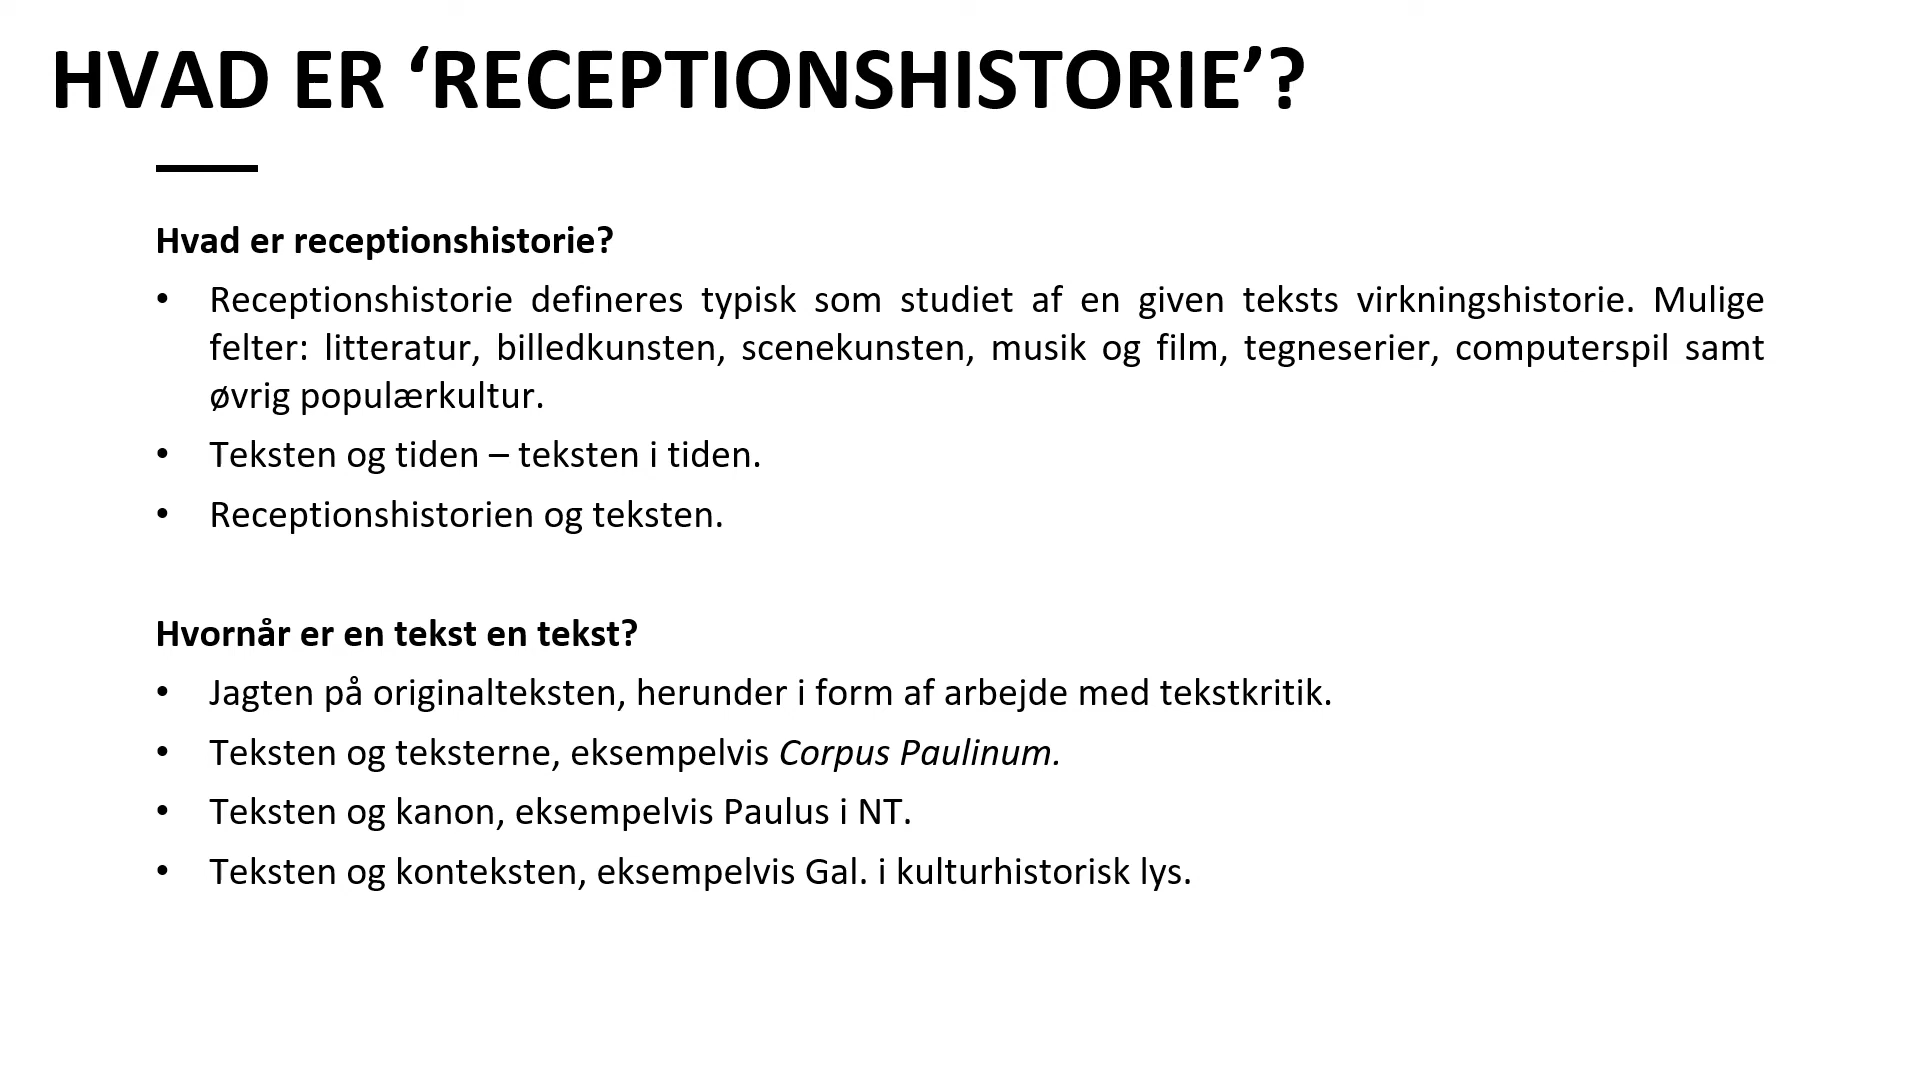 HVAD ER ‘RECEPTIONSHISTORIE’?
Hvad er receptionshistorie?
• Receptionshistorie defineres typisk som studiet af en given teksts virkningshistorie. Mulige
felter: litteratur, billedkunsten, scenekunsten, musik og film, tegneserier, computerspil samt
øvrig populærkultur.
• Teksten og tiden – teksten i tiden.
• Receptionshistorien og teksten.
Hvornår er en tekst en tekst?
• Jagten på originalteksten, herunder i form af arbejde med tekstkritik.
• Teksten og teksterne, eksempelvis Corpus Paulinum.
• Teksten og kanon, eksempelvis Paulus i NT.
• Teksten og konteksten, eksempelvis Gal. i kulturhistorisk lys.